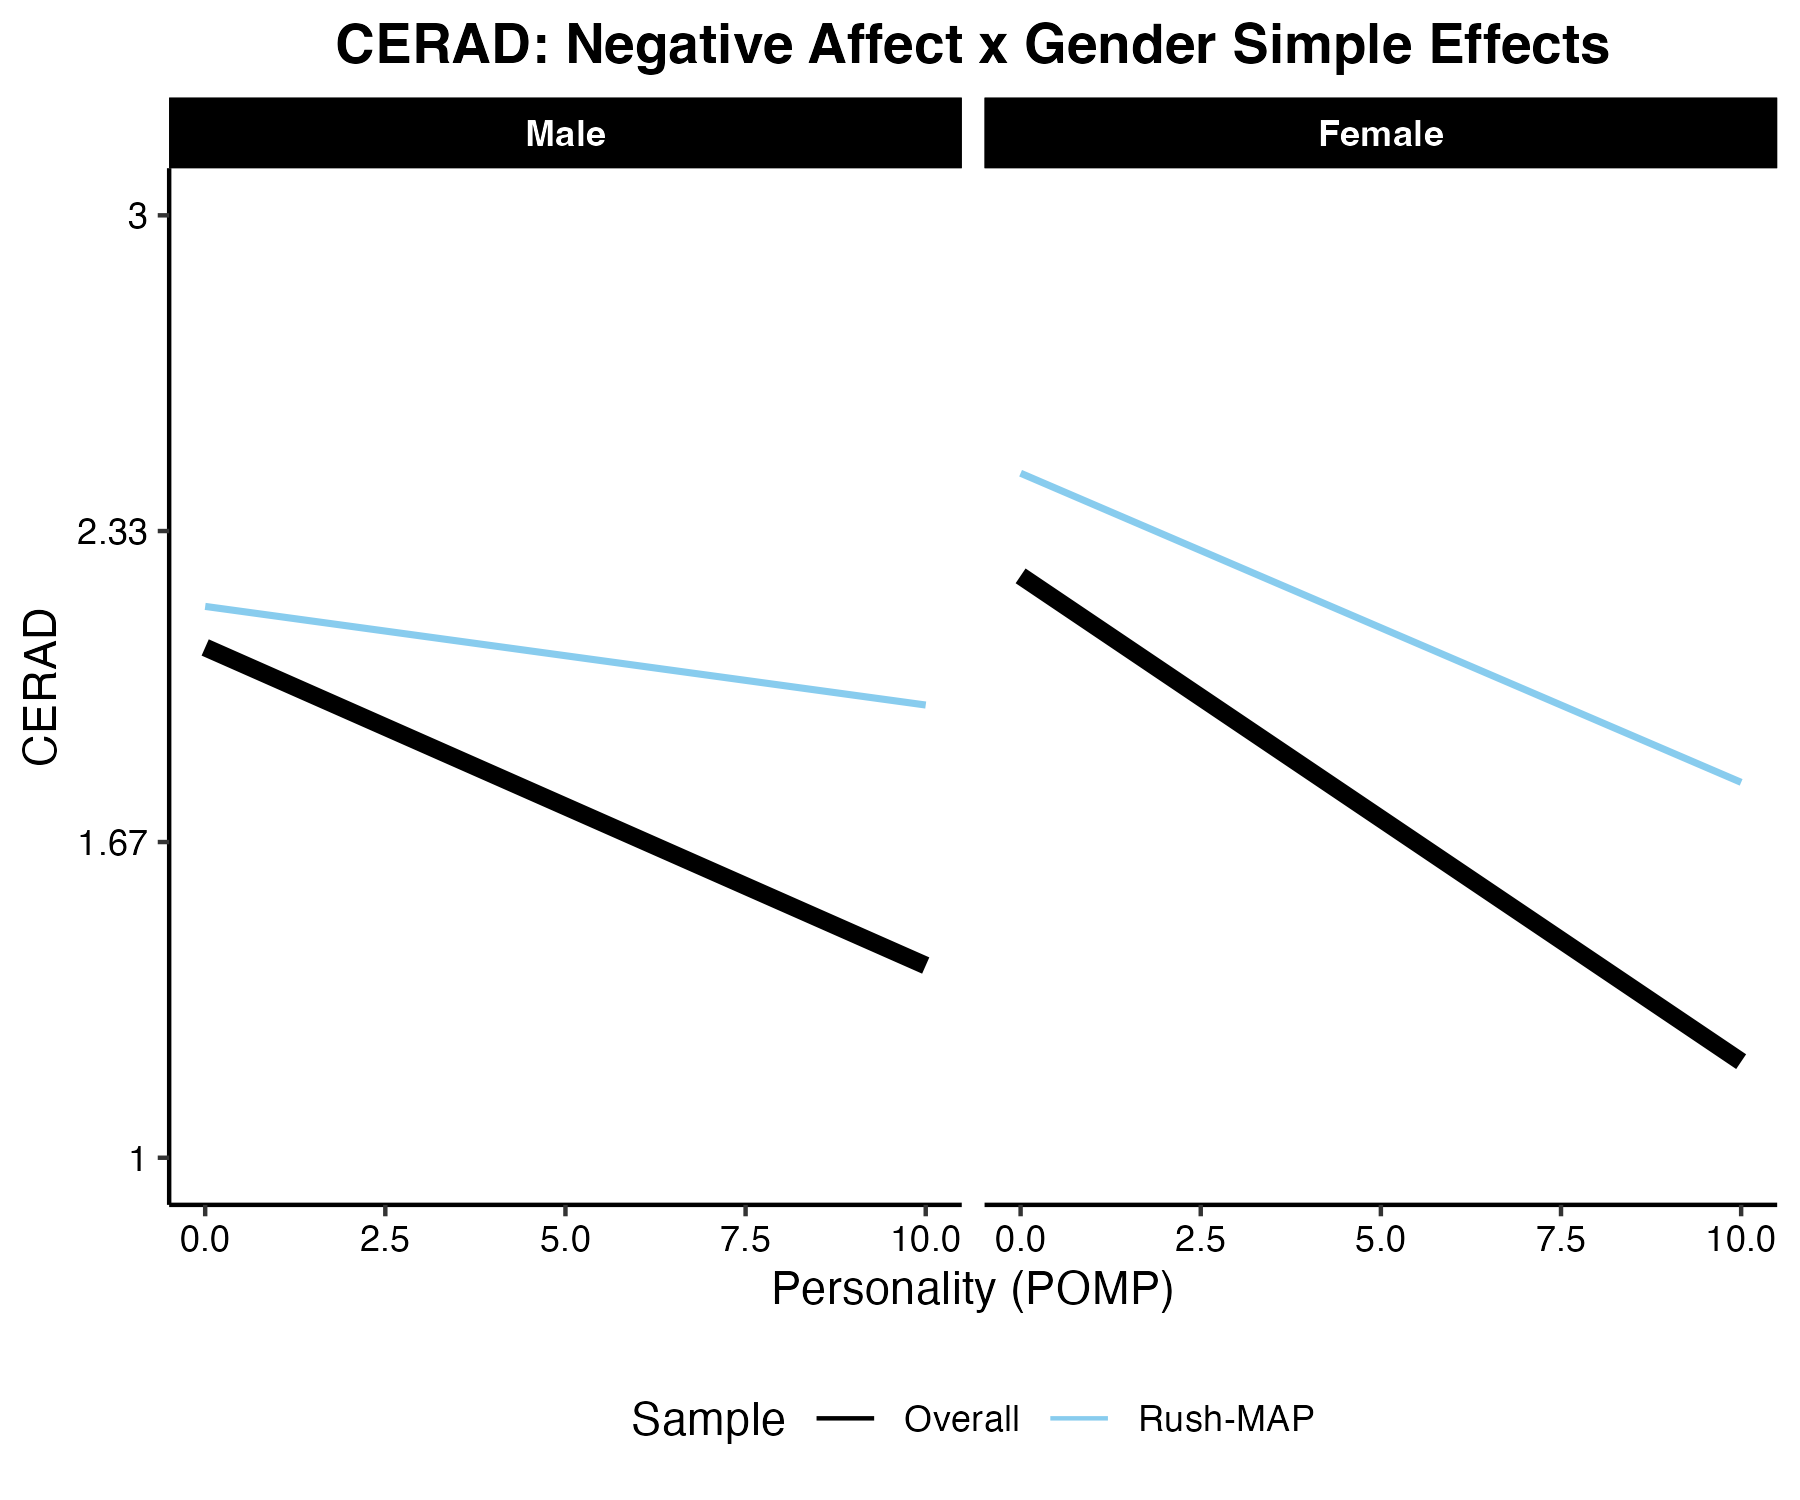 CERAD: Negative Affect x Gender Simple Effects
Male
Female
3
2.33
1.67
1
CERAD
0.0 2.5 5.0 7.5 10.0 0.0 2.5 5.0 7.5 10.0
Personality (POMP)
Sample Overall Rush-MAP